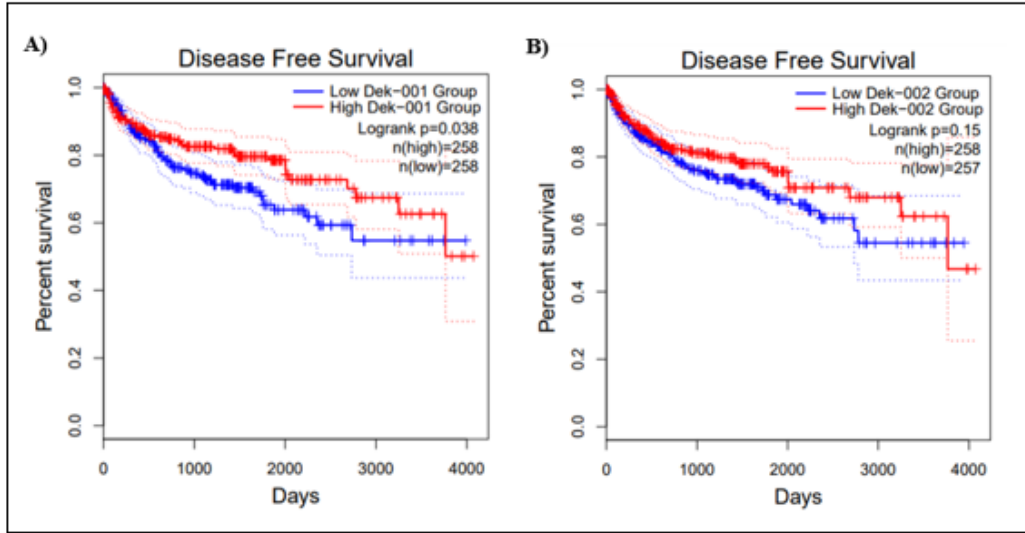 A)
Disease Free Survival
Low Dek-001 Group
High Dek-001 Group
Logrank p=0.038
n(high)=258
n(low)=258
Percent survival
1.0
0.8
0.6
0.4
0.2
0.0
0 1000 2000 3000 4000
Days
B)
Disease Free Survival
Low Dek-002 Group
High Dek-002 Group
Logrank p=0.15
n(high)=258
n(low)=257
Percent survival
1.0
0.8
0.6
0.4
0.2
0.0
0 1000 2000 3000 4000
Days